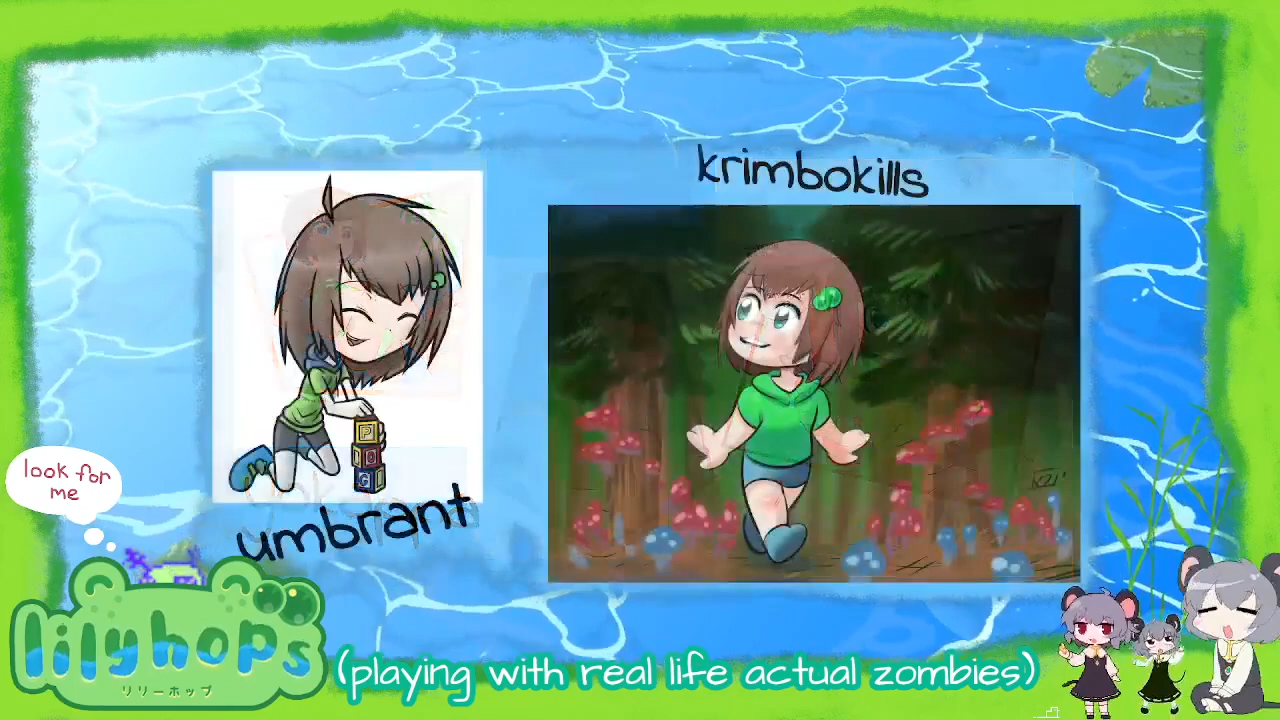 krimbokills
umbrant
P
O
G
look for
me
lilyhops
リリーホップ
(playing with real life actual zombies)